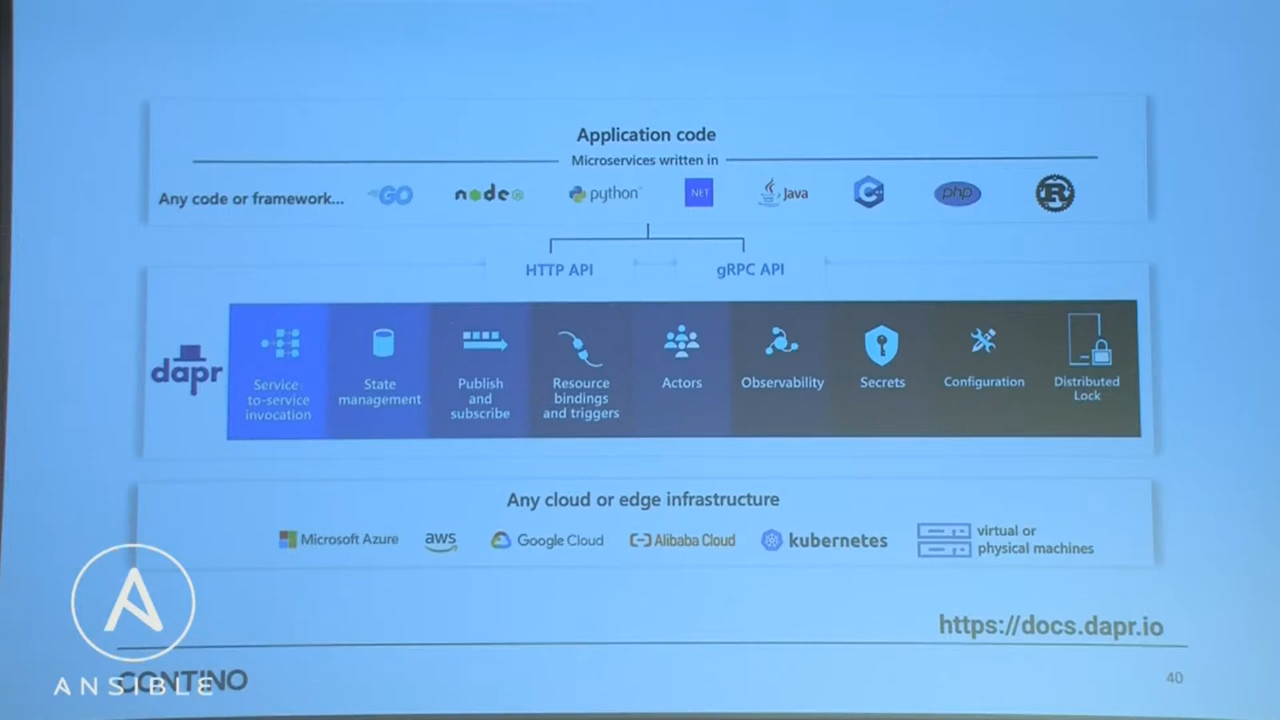 Application code
Microservices written in
Any code or framework...
GO
node
JS
python
.NET
Java
C++
php
R
HTTP API
gRPC API
dapr
Service-
to-service
invocation
State
management
Publish
and
subscribe
Resource
bindings
and triggers
Actors
Observability
Secrets
Configuration
Distributed
Lock
Any cloud or edge infrastructure
Microsoft Azure
aws
Google Cloud
Alibaba Cloud
kubernetes
virtual or
physical machines
https://docs.dapr.io
A
ANSIBLE
CONTINO
40